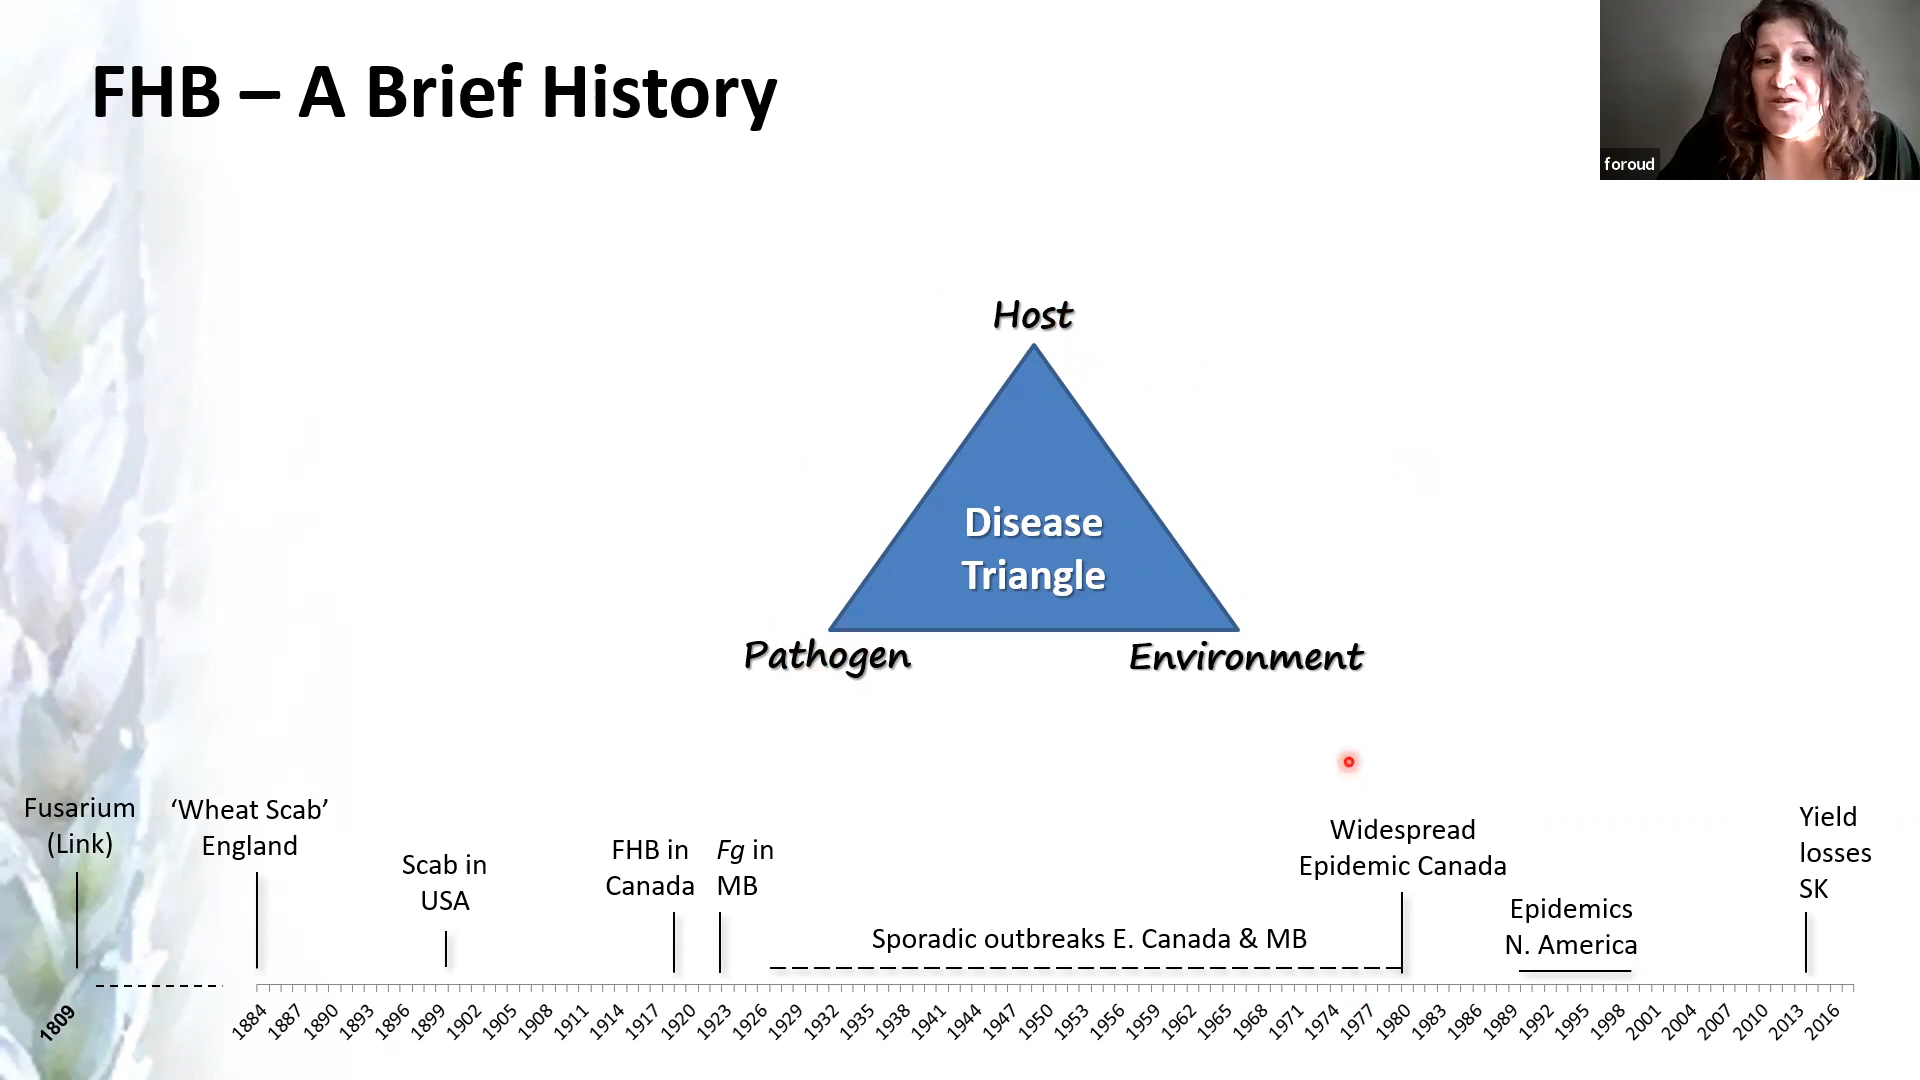 FHB – A Brief History
foroud
Host
Disease
Triangle
Pathogen
Environment
Fusarium
(Link)
‘Wheat Scab’
England
Scab in
USA
FHB in
Canada
Fg in
MB
Sporadic outbreaks E. Canada & MB
Widespread
Epidemic Canada
Epidemics
N. America
Yield
losses
SK
1809
1884
1887
1890
1893
1896
1899
1902
1905
1908
1911
1914
1917
1920
1923
1926
1929
1932
1935
1938
1941
1944
1947
1950
1953
1956
1959
1962
1965
1968
1971
1974
1977
1980
1983
1986
1989
1992
1995
1998
2001
2004
2007
2010
2013
2016